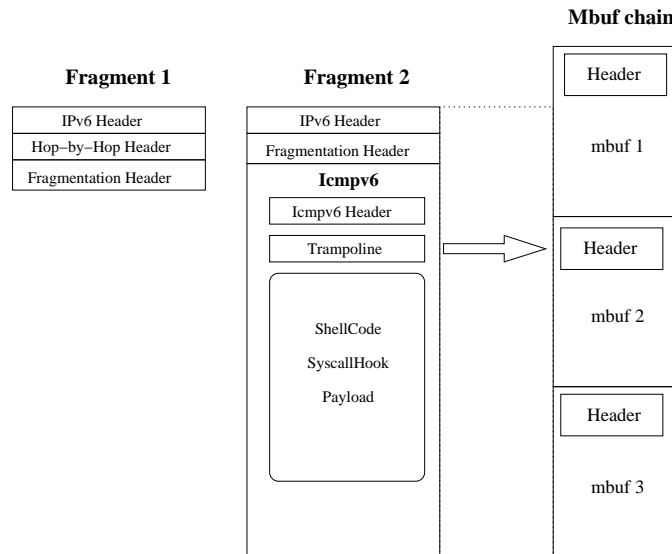 Mbuf chain
Fragment 1
Fragment 2
IPv6 Header
Hop−by−Hop Header
Fragmentation Header
IPv6 Header
Fragmentation Header
Icmpv6
Icmpv6 Header
Trampoline
ShellCode
SyscallHook
Payload
Header
mbuf 1
Header
mbuf 2
Header
mbuf 3